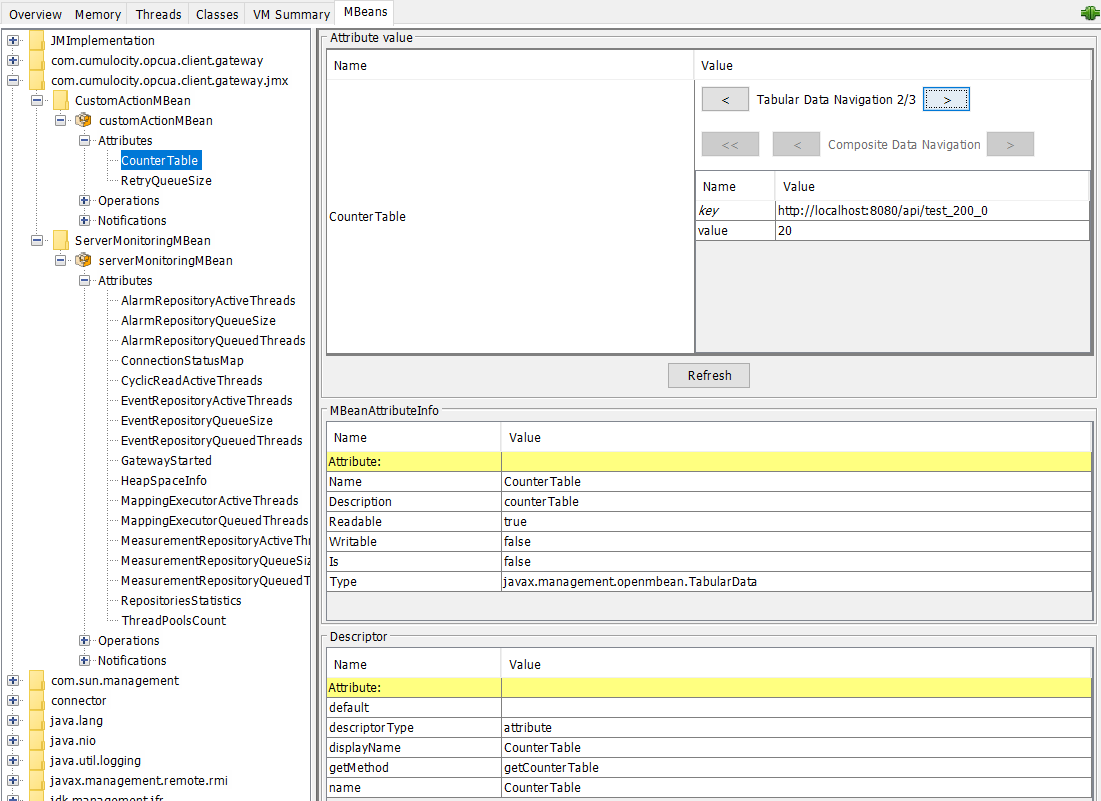 Overview Memory Threads Classes VM Summary MBeans
JMImplementation
com.cumulocity.opcua.client.gateway
com.cumulocity.opcua.client.gateway.jmx
CustomActionMBean
customActionMBean
Attributes
CounterTable
RetryQueueSize
Operations
Notifications
ServerMonitoringMBean
serverMonitoringMBean
Attributes
AlarmRepositoryActiveThreads
AlarmRepositoryQueueSize
AlarmRepositoryQueuedThreads
ConnectionStatusMap
CyclicReadActiveThreads
EventRepositoryActiveThreads
EventRepositoryQueueSize
EventRepositoryQueuedThreads
GatewayStarted
HeapSpaceInfo
MappingExecutorActiveThreads
MappingExecutorQueuedThreads
MeasurementRepositoryActiveThr
MeasurementRepositoryQueueSiz
MeasurementRepositoryQueuedT
RepositoriesStatistics
ThreadPoolsCount
Operations
Notifications
com.sun.management
connector
java.lang
java.nio
java.util.logging
javax.management.remote.rmi
jdk.management.jfr
Attribute value
Name Value
< Tabular Data Navigation 2/3 >
<< < Composite Data Navigation >
Name Value
key http://localhost:8080/api/test_200_0
CounterTable
value 20
Refresh
MBeanAttributeInfo
Name Value
Attribute:
Name CounterTable
Description counterTable
Readable true
Writable false
Is false
Type javax.management.openmbean.TabularData
Descriptor
Name Value
Attribute:
default
descriptorType attribute
displayName CounterTable
getMethod getCounterTable
name CounterTable